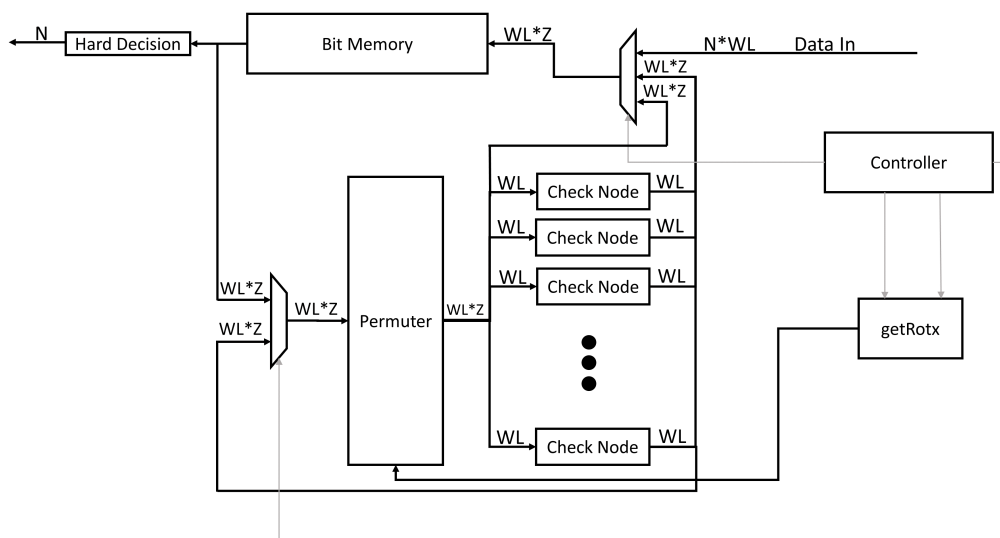 N
Hard Decision
Bit Memory
WL*Z
N*WL Data In
WL*Z
WL*Z
Controller
WL Check Node WL
WL Check Node WL
WL Check Node WL
WL*Z
WL*Z
WL*Z
Permuter
WL*Z
getRotx
WL Check Node WL